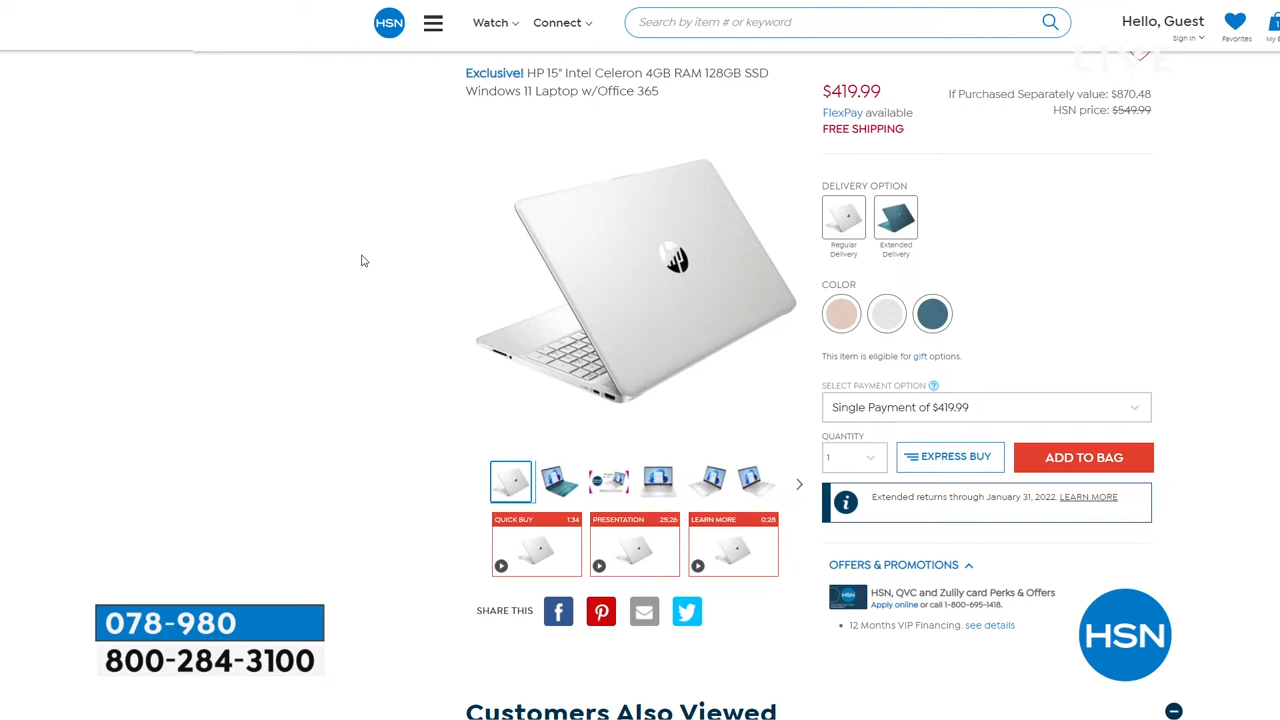 HSN
Watch
Connect
Search by item # or keyword
Hello, Guest
Sign In
Favorites
1
My
LIVE
Exclusive! HP 15" Intel Celeron 4GB RAM 128GB SSD
Windows 11 Laptop w/Office 365
$419.99
If Purchased Separately value: $870.48
FlexPay available
HSN price: $549.99
FREE SHIPPING
DELIVERY OPTION
Regular
Delivery
Extended
Delivery
COLOR
This item is eligible for gift options.
SELECT PAYMENT OPTION ?
Single Payment of $419.99
QUANTITY
1
EXPRESS BUY
ADD TO BAG
i
Extended returns through January 31, 2022. LEARN MORE
hp
QUICK BUY 1:34
PRESENTATION 25:26
LEARN MORE 0:28
SHARE THIS
OFFERS & PROMOTIONS
HSN, QVC and Zulily card Perks & Offers
Apply online or call 1-800-695-1418.
• 12 Months VIP Financing. see details
078-980
800-284-3100
HSN
Customers Also Viewed